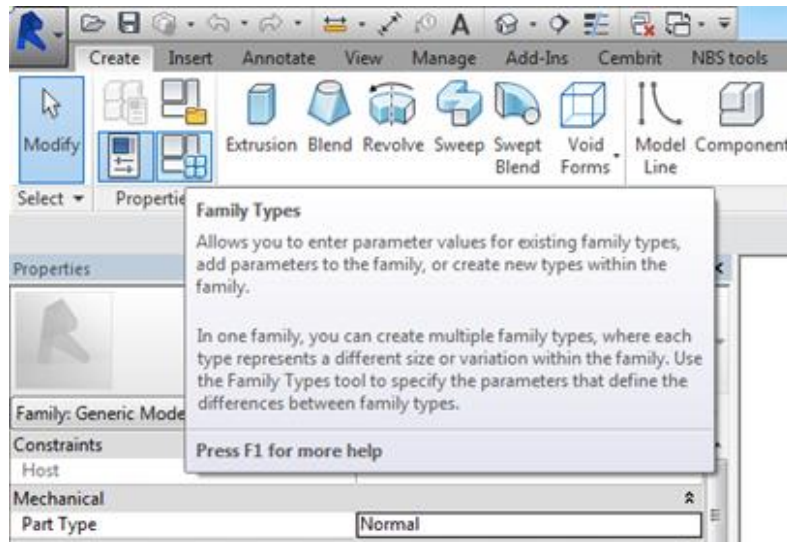 Create Insert Annotate View Manage Add-Ins Cembrit NBS tools
Modify Extrusion Blend Revolve Sweep Swept Blend Void Forms Model Line Component
Select Propertie
Family Types
Allows you to enter parameter values for existing family types,
add parameters to the family, or create new types within the
family.
In one family, you can create multiple family types, where each
type represents a different size or variation within the family. Use
the Family Types tool to specify the parameters that define the
differences between family types.
Press F1 for more help
Properties
Family: Generic Mode
Constraints
Host
Mechanical
Part Type Normal